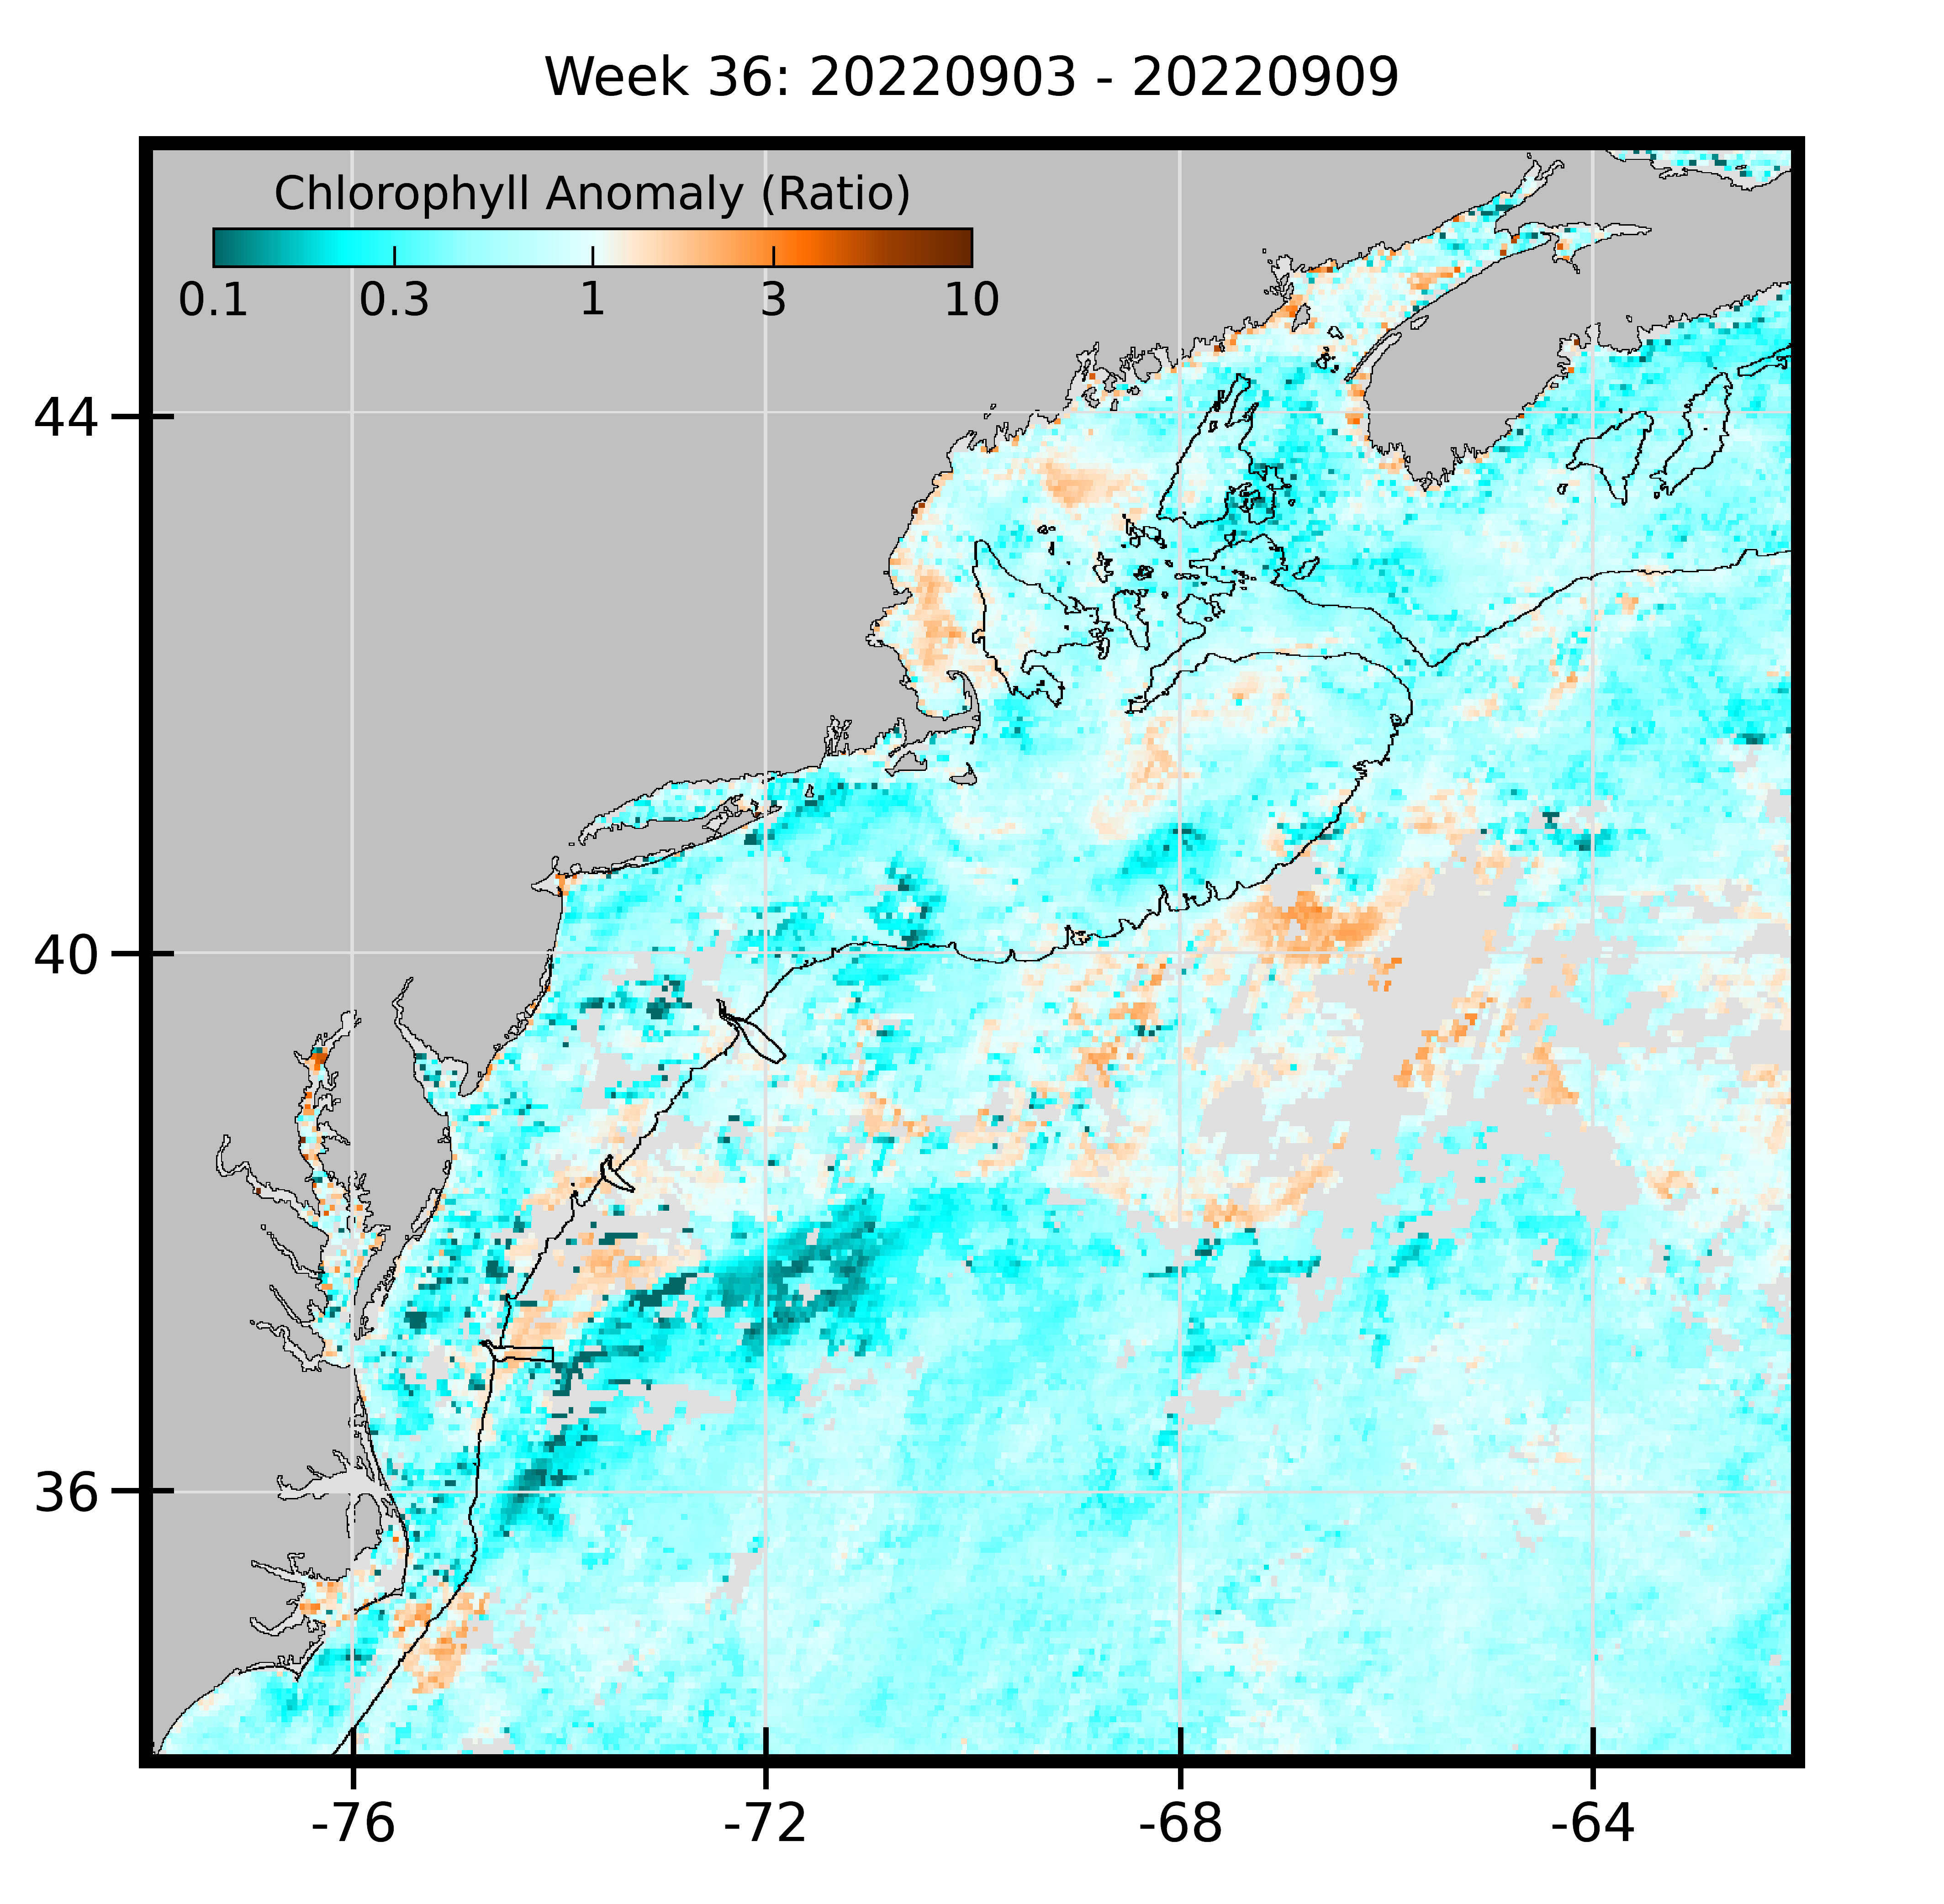 Week 36: 20220903 - 20220909
Chlorophyll Anomaly (Ratio)
0.1 0.3 1 3 10
44
40
36
-76 -72 -68 -64